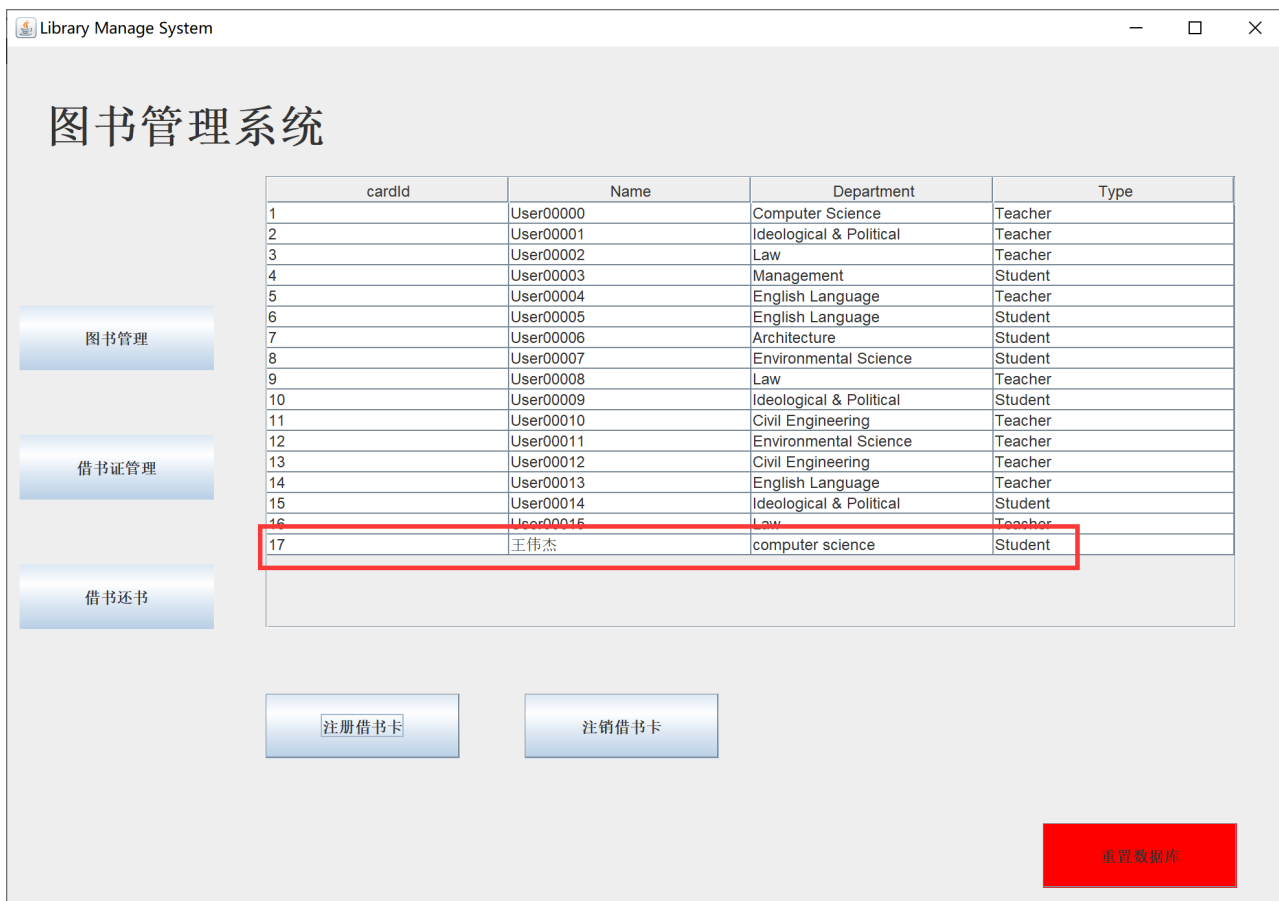 Library Manage System
图书管理系统
cardId Name Department Type
1 User00000 Computer Science Teacher
2 User00001 Ideological & Political Teacher
3 User00002 Law Teacher
4 User00003 Management Student
5 User00004 English Language Teacher
6 User00005 English Language Student
7 User00006 Architecture Student
8 User00007 Environmental Science Student
9 User00008 Law Teacher
10 User00009 Ideological & Political Student
11 User00010 Civil Engineering Teacher
12 User00011 Environmental Science Teacher
13 User00012 Civil Engineering Teacher
14 User00013 English Language Teacher
15 User00014 Ideological & Political Student
16 User00015 Law Teacher
17 王伟杰 computer science Student
图书管理
借书证管理
借书还书
注册借书卡 注销借书卡
重置数据库